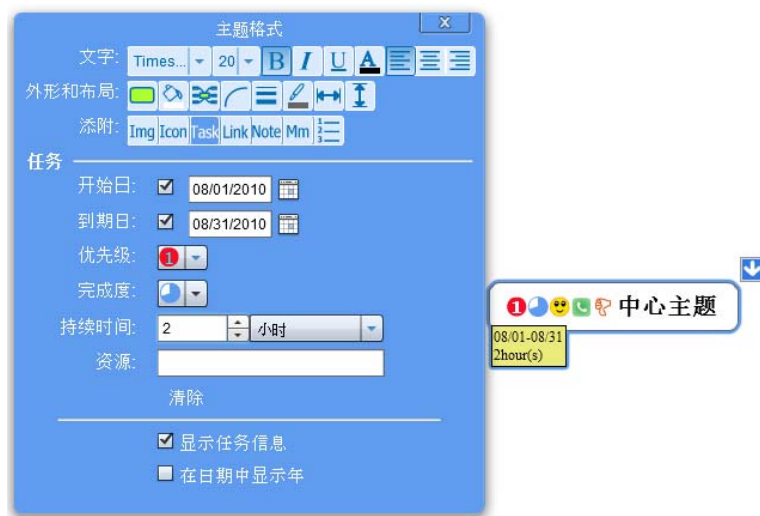 主题格式
X
文字: Times... 20 B I U A
外形和布局:
添附: Img Icon Task Link Note Mm 1 2 3
任务
开始日: 08/01/2010
到期日: 08/31/2010
优先级: 1
完成度:
持续时间: 2 小时
资源:
清除
显示任务信息
在日期中显示年
1 中心主题
08/01-08/31
2hour(s)